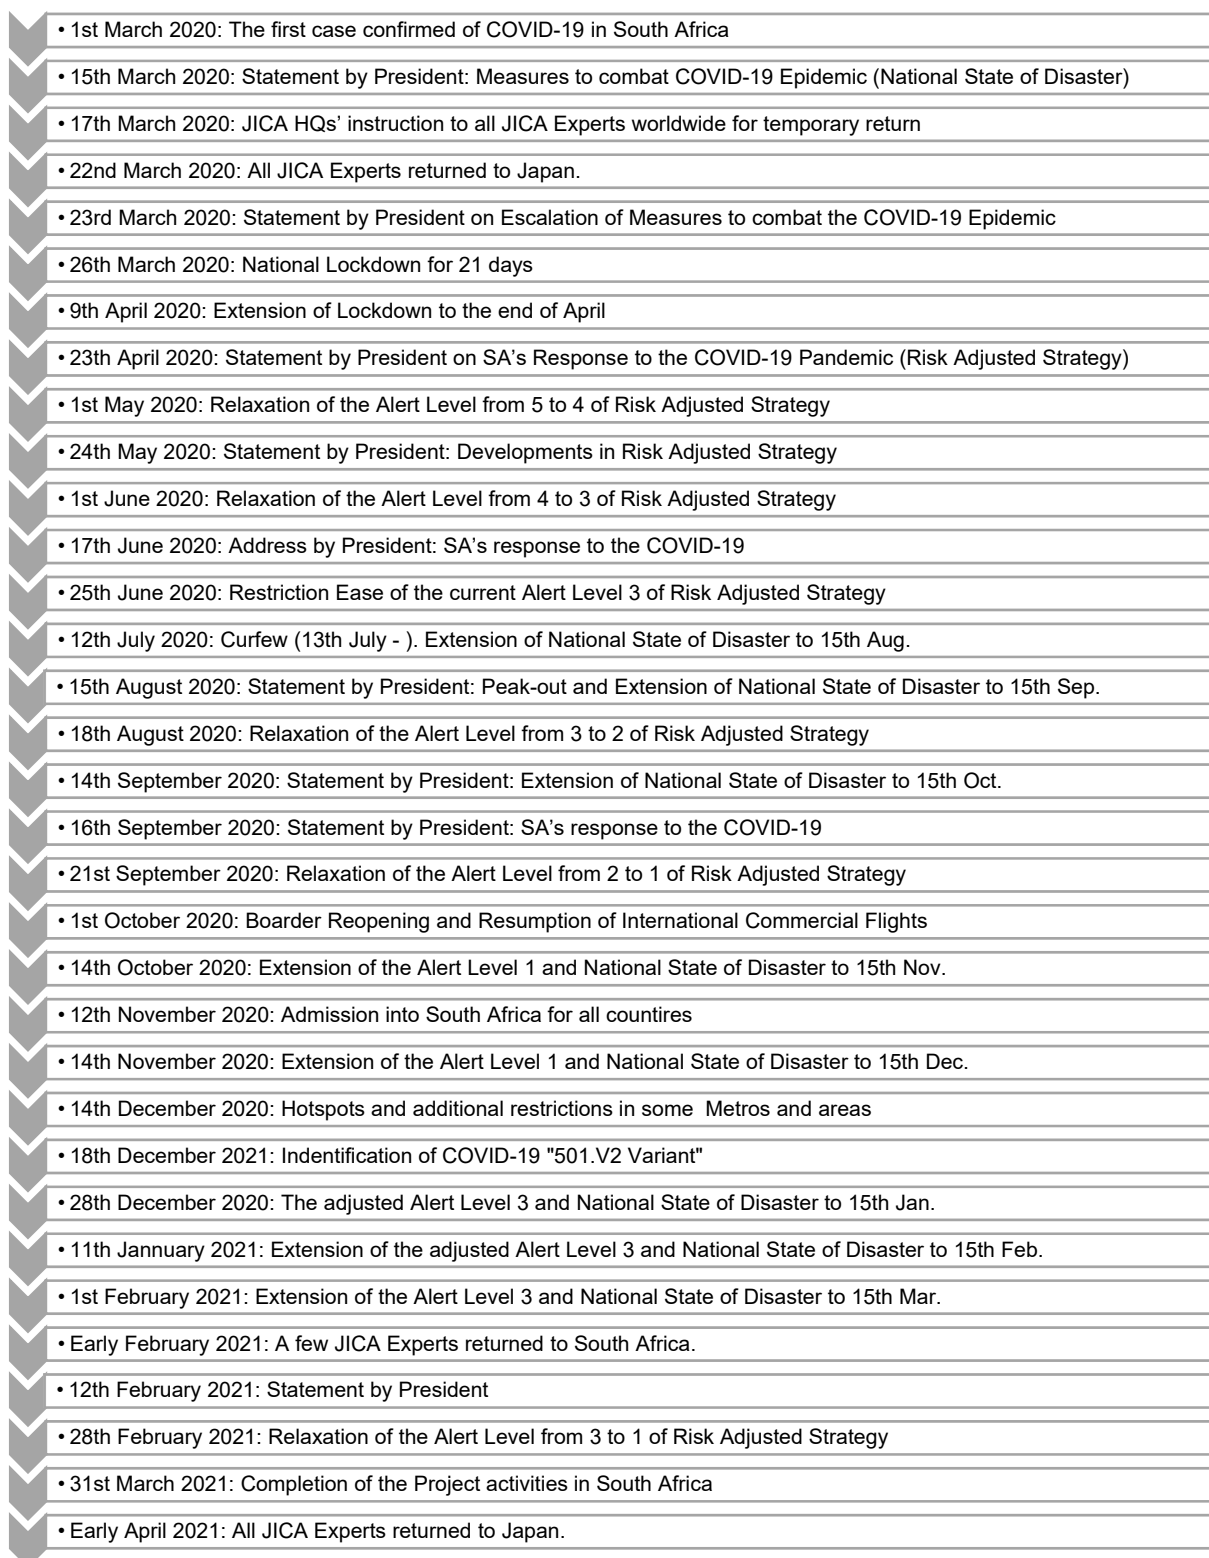 • 1st March 2020: The first case confirmed of COVID-19 in South Africa
• 15th March 2020: Statement by President: Measures to combat COVID-19 Epidemic (National State of Disaster)
• 17th March 2020: JICA HQs’ instruction to all JICA Experts worldwide for temporary return
• 22nd March 2020: All JICA Experts returned to Japan.
• 23rd March 2020: Statement by President on Escalation of Measures to combat the COVID-19 Epidemic
• 26th March 2020: National Lockdown for 21 days
• 9th April 2020: Extension of Lockdown to the end of April
• 23th April 2020: Statement by President on SA’s Response to the COVID-19 Pandemic (Risk Adjusted Strategy)
• 1st May 2020: Relaxation of the Alert Level from 5 to 4 of Risk Adjusted Strategy
• 24th May 2020: Statement by President: Developments in Risk Adjusted Strategy
• 1st June 2020: Relaxation of the Alert Level from 4 to 3 of Risk Adjusted Strategy
• 17th June 2020: Address by President: SA’s response to the COVID-19
• 25th June 2020: Restriction Ease of the current Alert Level 3 of Risk Adjusted Strategy
• 12th July 2020: Curfew (13th July - ). Extension of National State of Disaster to 15th Aug.
• 15th August 2020: Statement by President: Peak-out and Extension of National State of Disaster to 15th Sep.
• 18th August 2020: Relaxation of the Alert Level from 3 to 2 of Risk Adjusted Strategy
• 14th September 2020: Statement by President: Extension of National State of Disaster to 15th Oct.
• 16th September 2020: Statement by President: SA’s response to the COVID-19
• 21st September 2020: Relaxation of the Alert Level from 2 to 1 of Risk Adjusted Strategy
• 1st October 2020: Boarder Reopening and Resumption of International Commercial Flights
• 14th October 2020: Extension of the Alert Level 1 and National State of Disaster to 15th Nov.
• 12th November 2020: Admission into South Africa for all countires
• 14th November 2020: Extension of the Alert Level 1 and National State of Disaster to 15th Dec.
• 14th December 2020: Hotspots and additional restrictions in some Metros and areas
• 18th December 2021: Indentification of COVID-19 "501.V2 Variant"
• 28th December 2020: The adjusted Alert Level 3 and National State of Disaster to 15th Jan.
• 11th Jannuary 2021: Extension of the adjusted Alert Level 3 and National State of Disaster to 15th Feb.
• 1st February 2021: Extension of the Alert Level 3 and National State of Disaster to 15th Mar.
• Early February 2021: A few JICA Experts returned to South Africa.
• 12th February 2021: Statement by President
• 28th February 2021: Relaxation of the Alert Level from 3 to 1 of Risk Adjusted Strategy
• 31st March 2021: Completion of the Project activities in South Africa
• Early April 2021: All JICA Experts returned to Japan.